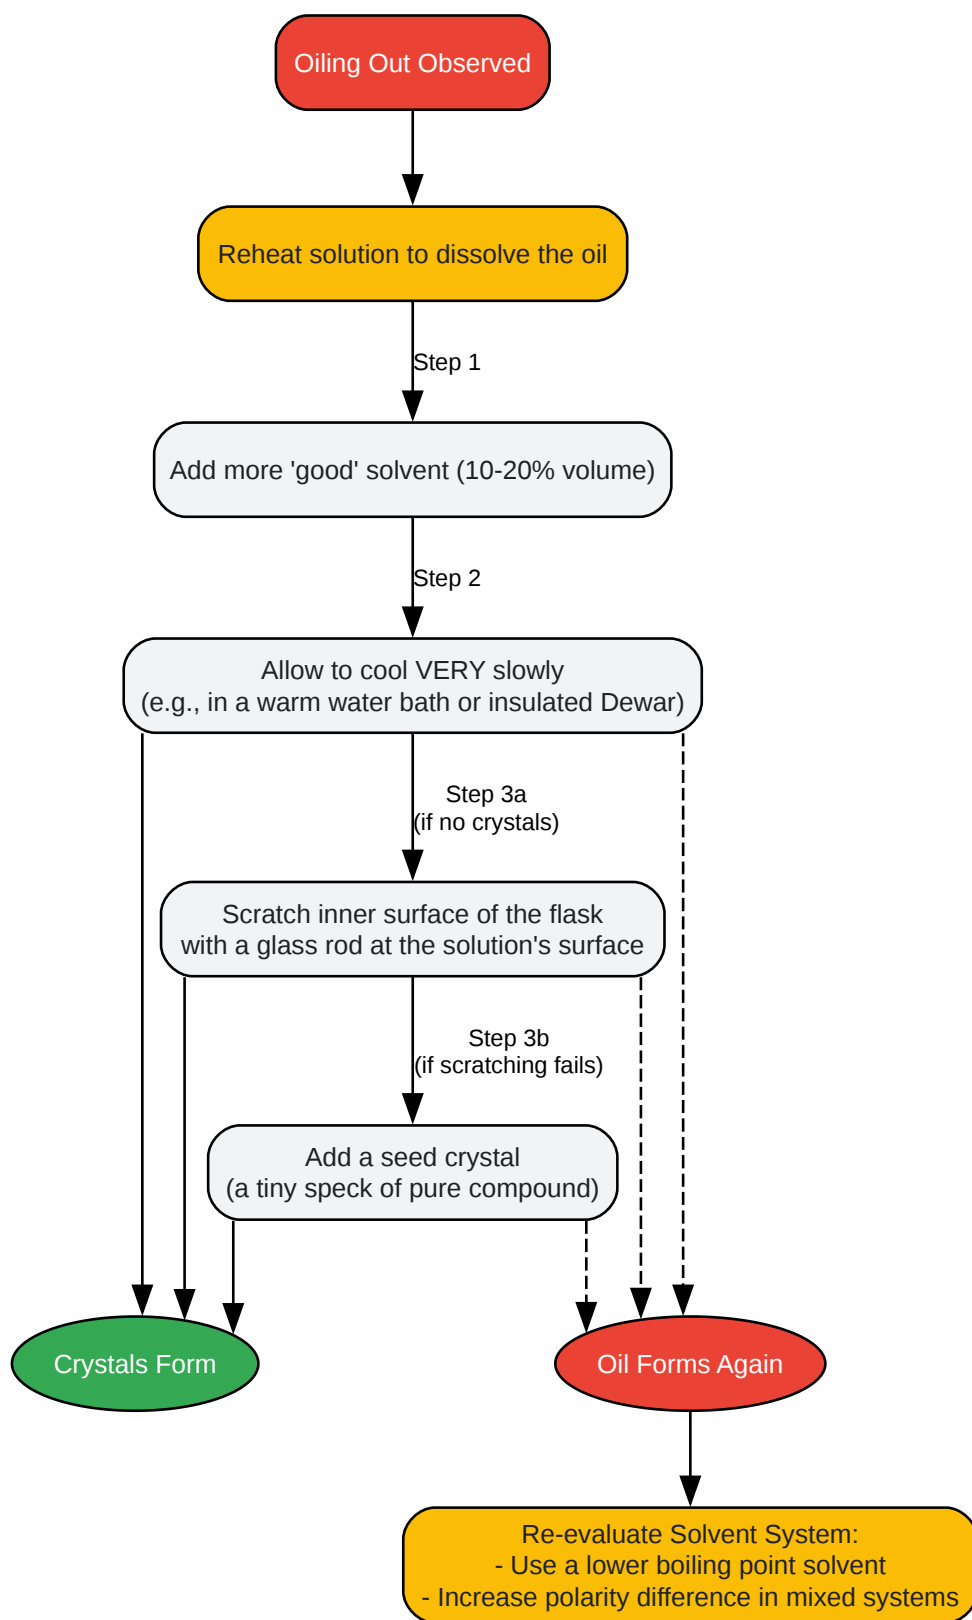 Oiling Out Observed
Reheat solution to dissolve the oil
Step 1
Add more 'good' solvent (10-20% volume)
Step 2
Allow to cool VERY slowly
(e.g., in a warm water bath or insulated Dewar)
Step 3a
(if no crystals)
Scratch inner surface of the flask
with a glass rod at the solution's surface
Step 3b
(if scratching fails)
Add a seed crystal
(a tiny speck of pure compound)
Crystals Form
Oil Forms Again
Re-evaluate Solvent System:
- Use a lower boiling point solvent
- Increase polarity difference in mixed systems